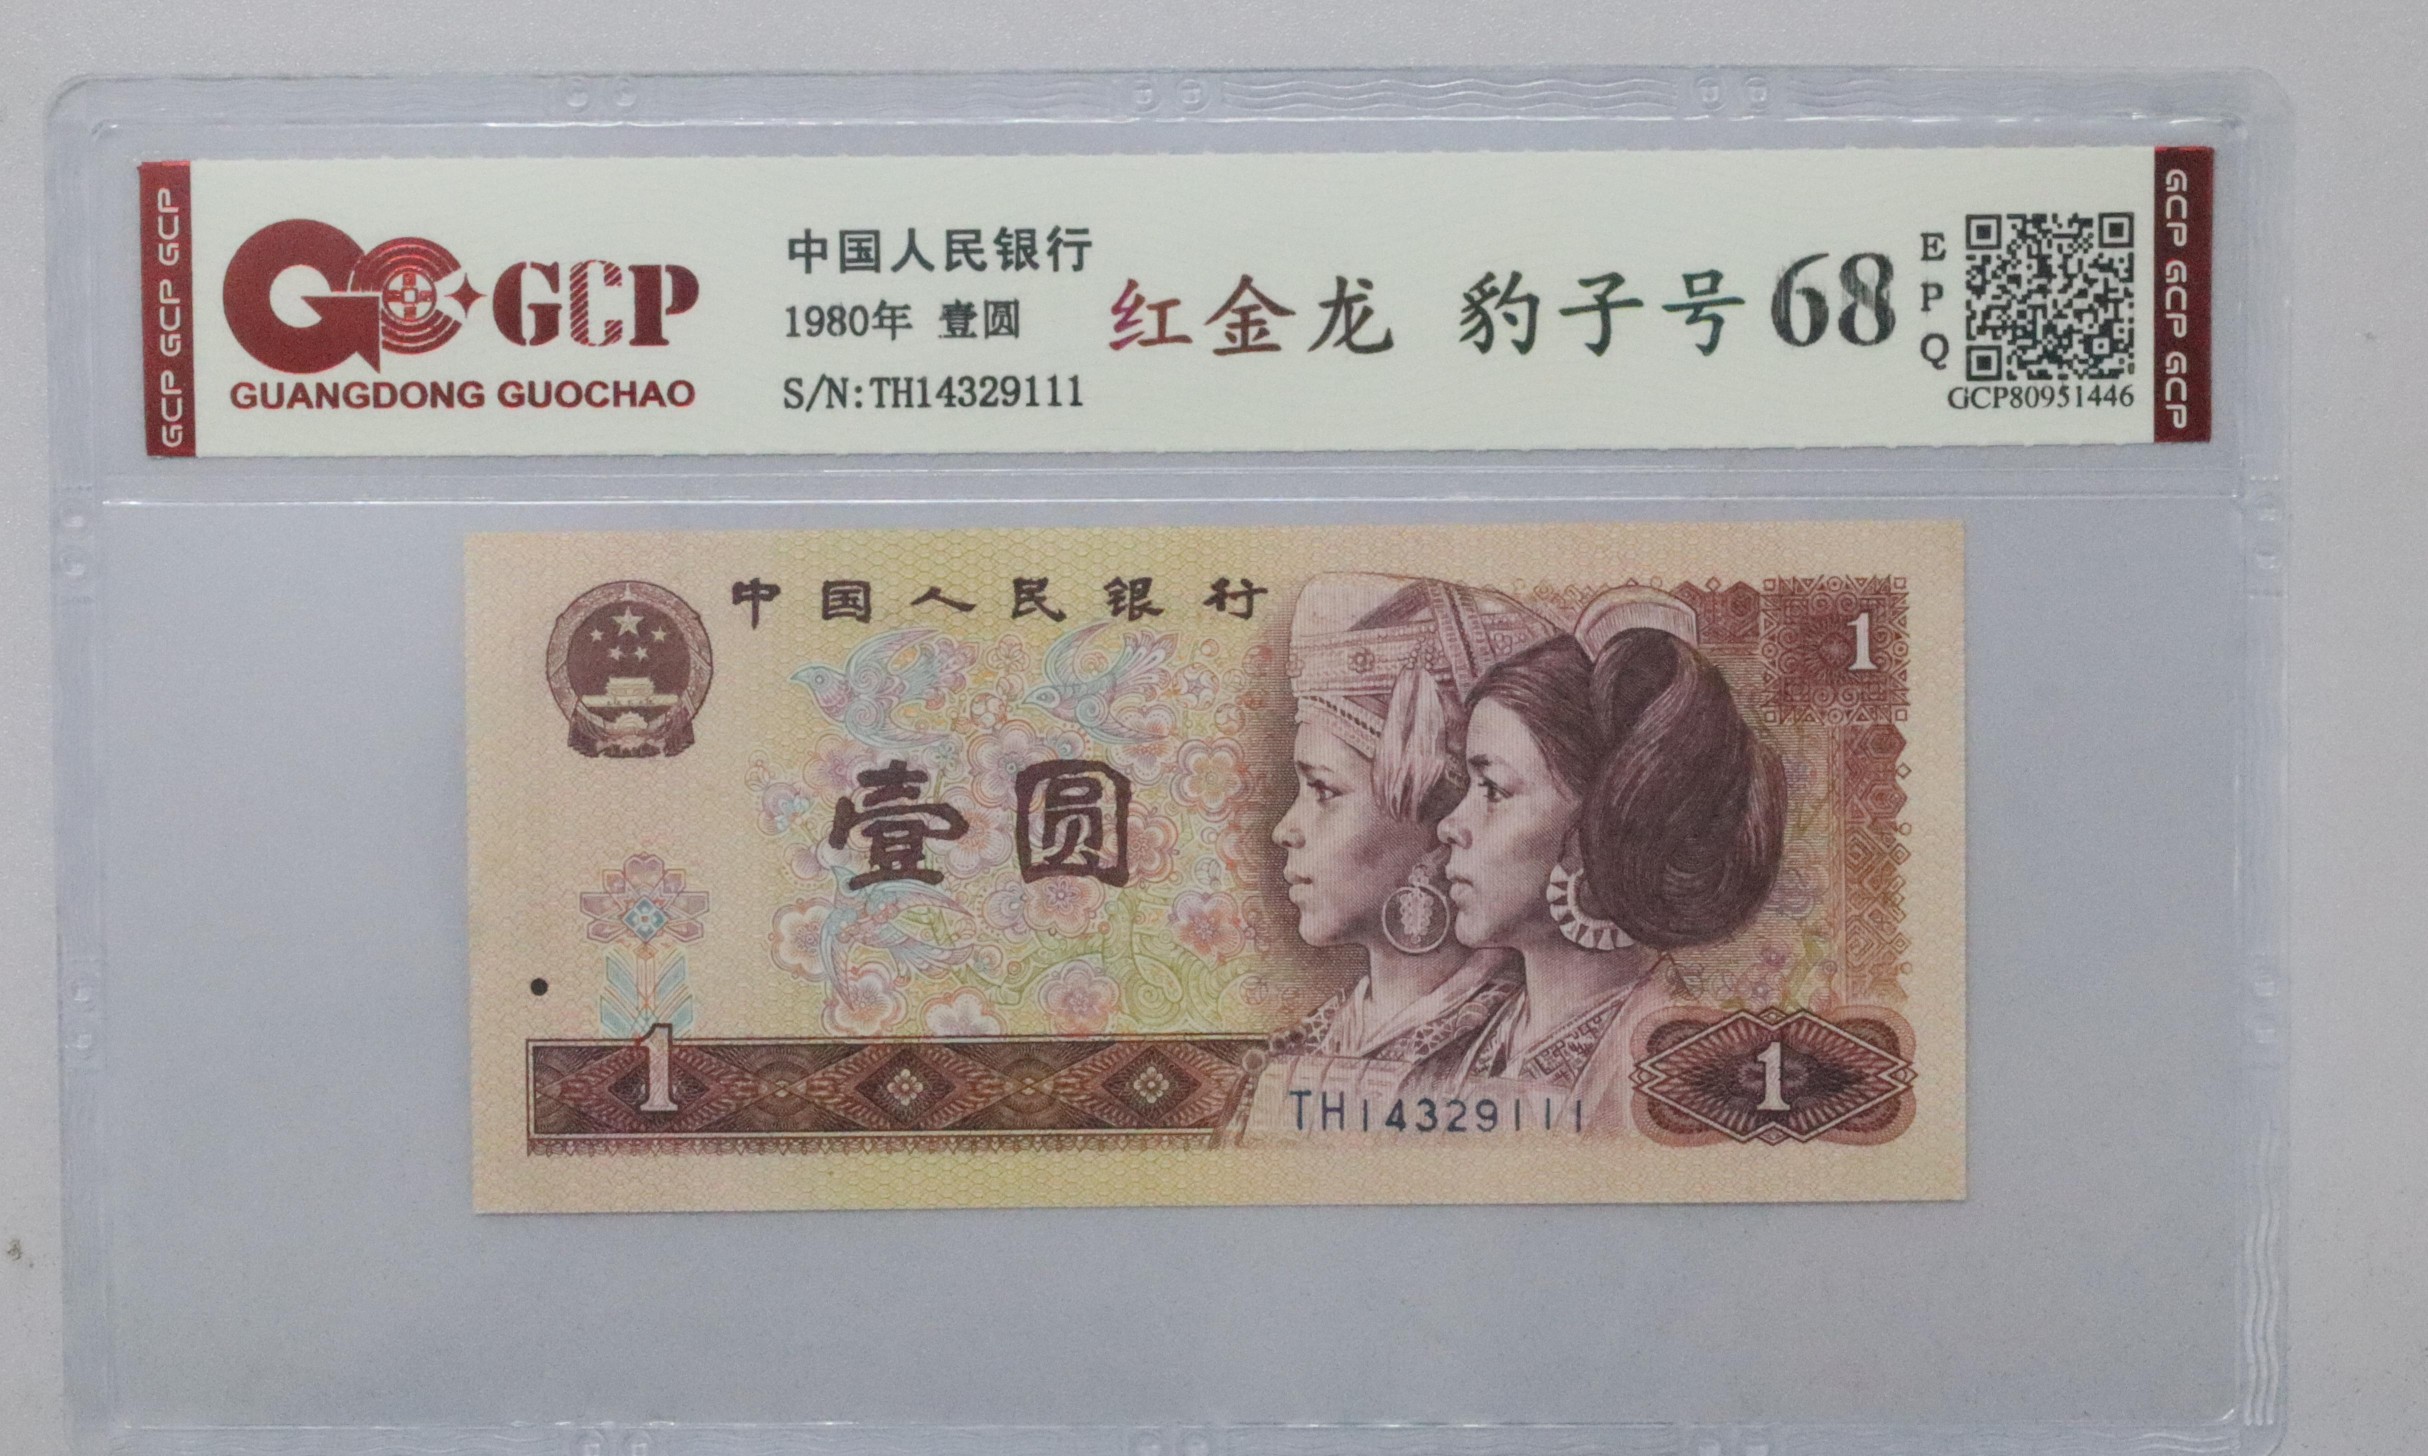 GCP GCP GCP
GCP
GUANGDONG GUOCHAO
中国人民银行
1980年 壹圆
S/N:TH14329111
红金龙 豹子号 68
EPQ
GCP80951446
GCP GCP GCP
中国人民银行
1
壹圆
1
TH14329111
1